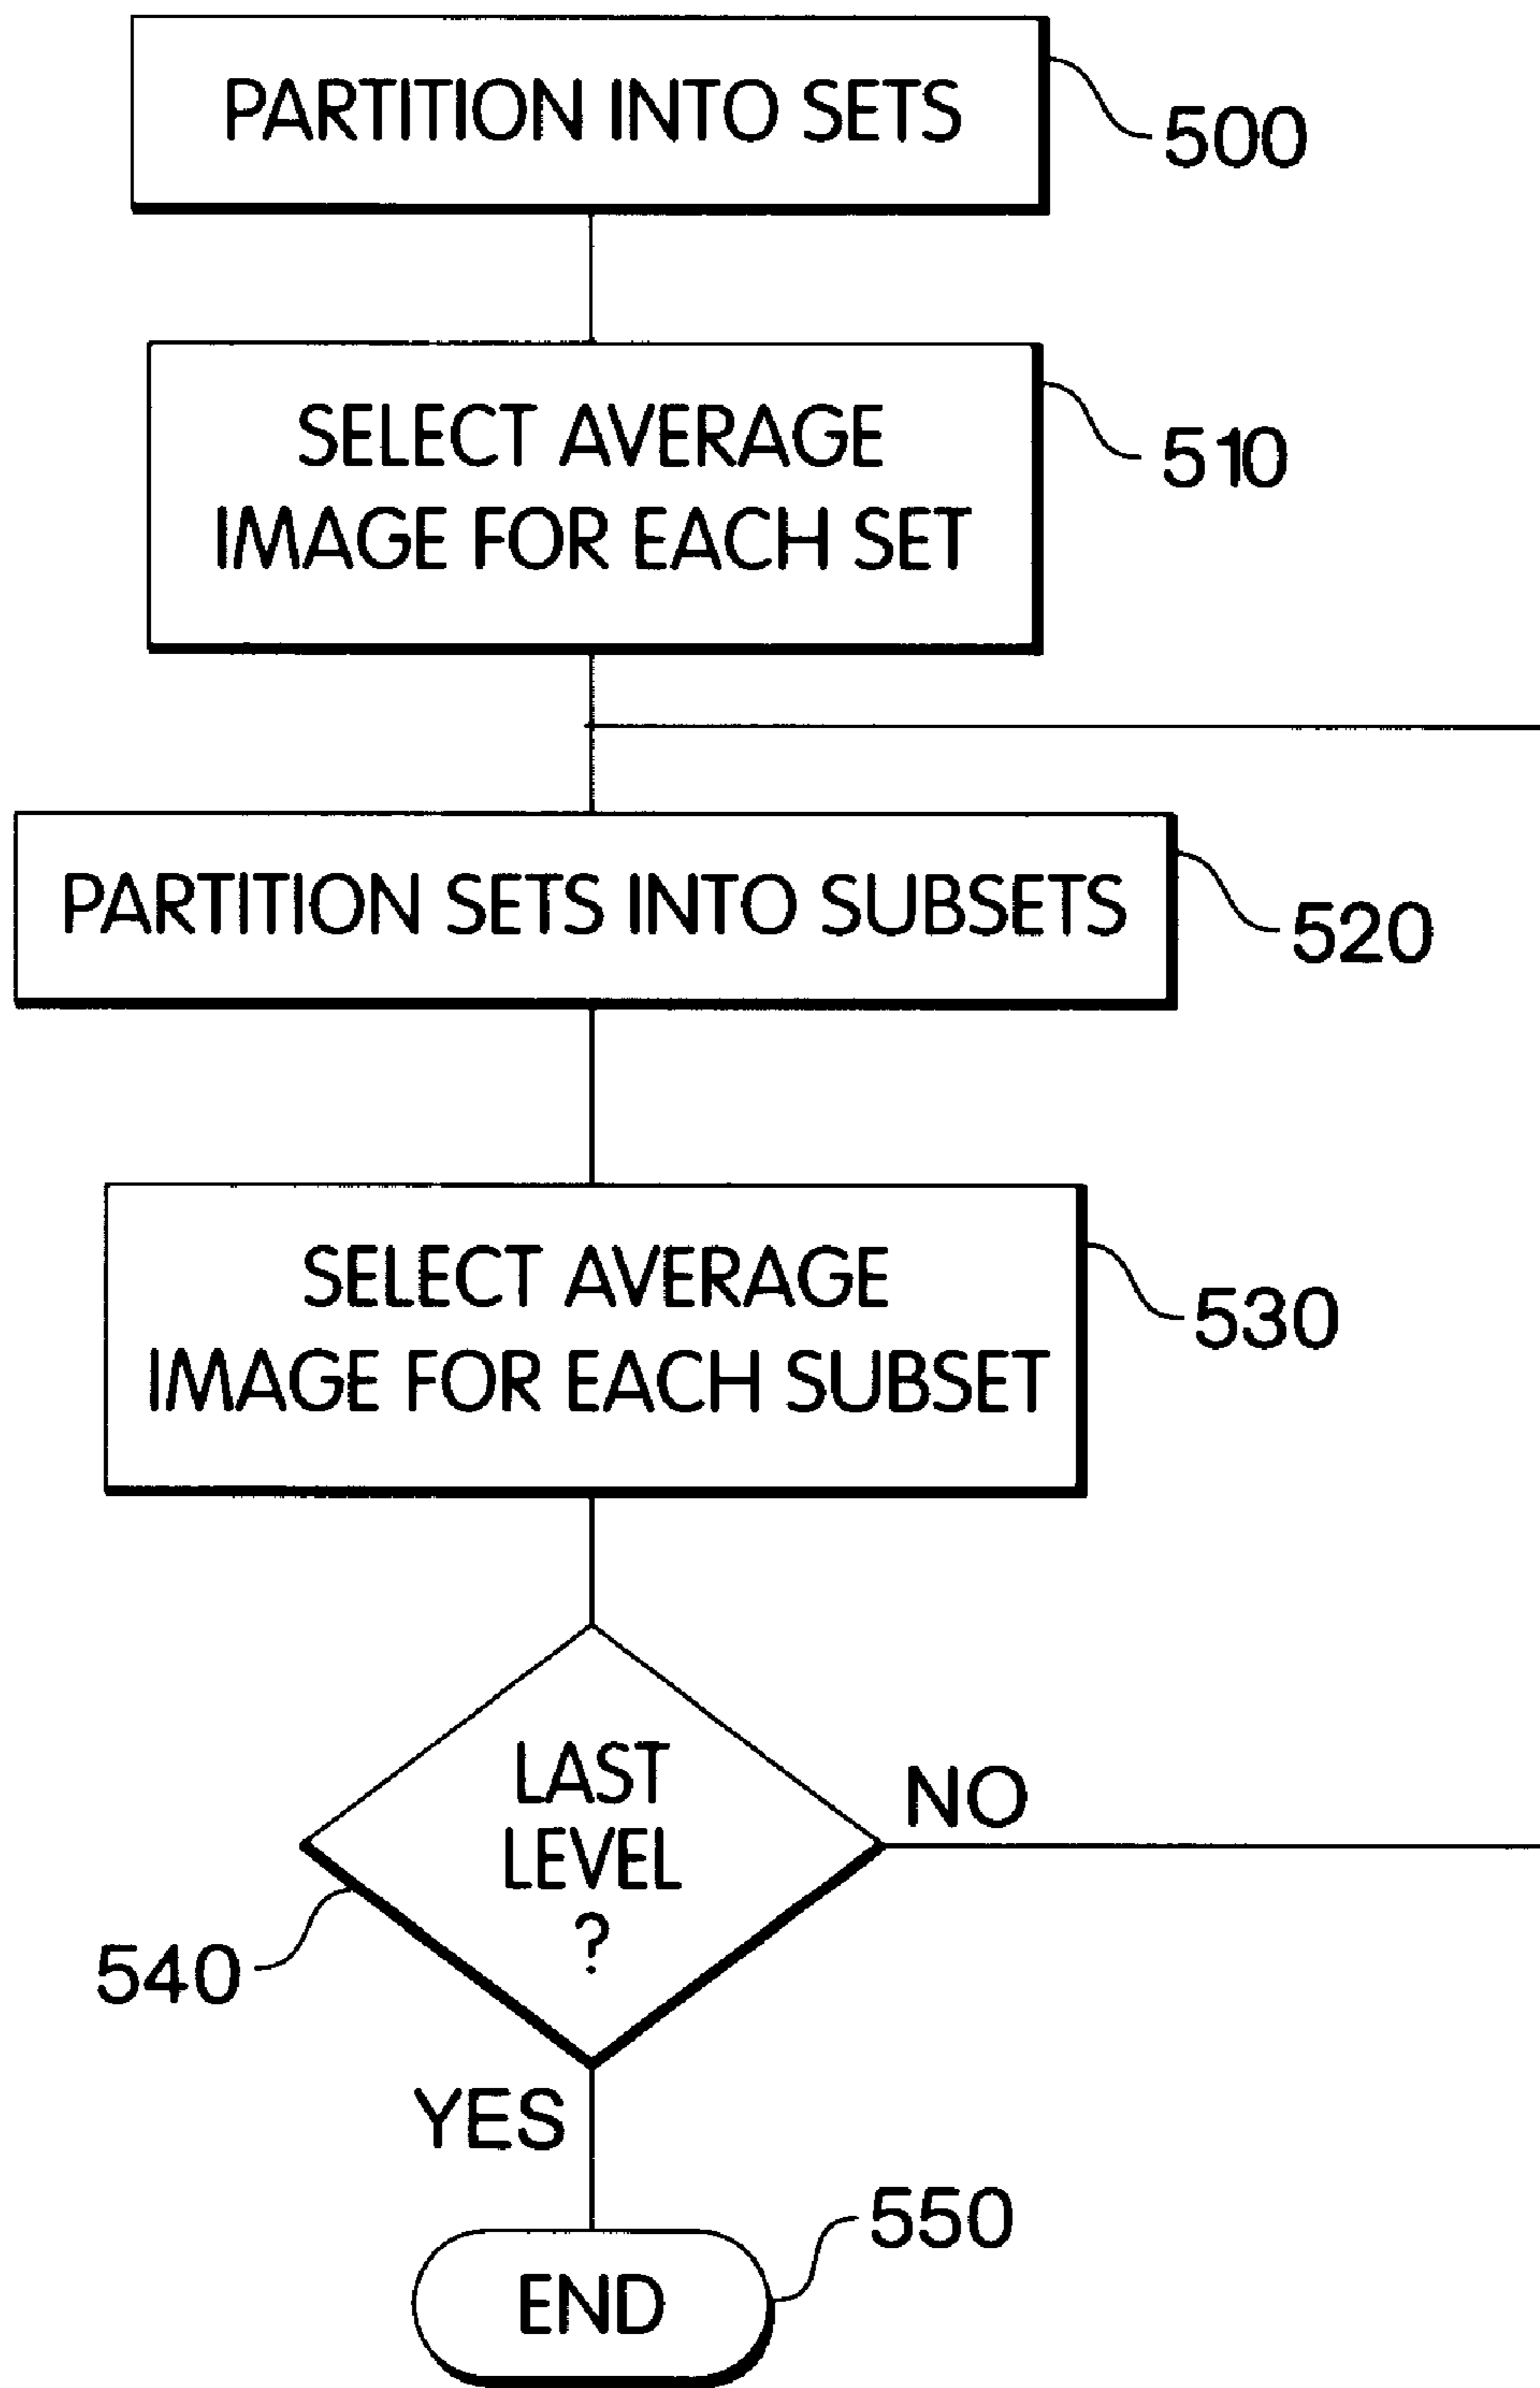 PARTITION INTO SETS
500
SELECT AVERAGE
IMAGE FOR EACH SET
510
PARTITION SETS INTO SUBSETS
520
SELECT AVERAGE
IMAGE FOR EACH SUBSET
530
LAST
LEVEL
?
NO
540
YES
550
END